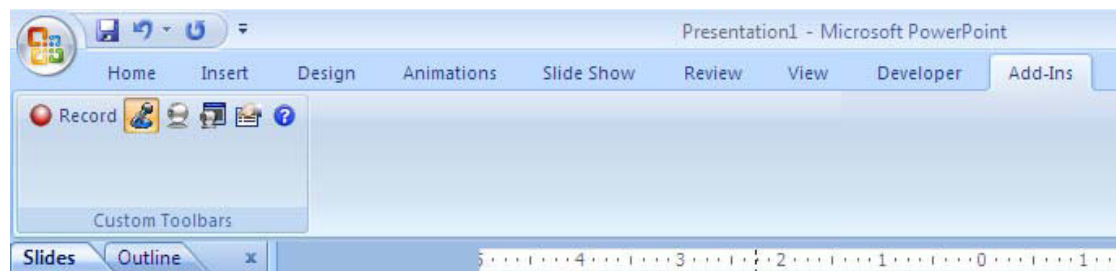 Presentation1 - Microsoft PowerPoint
Home Insert Design Animations Slide Show Review View Developer Add-Ins
Record
Custom Toolbars
Slides Outline x
5 4 3 2 1 0 1